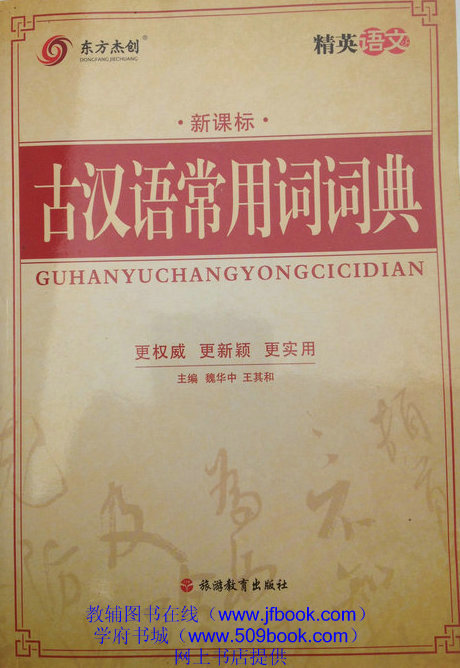 东方杰创®
DONGFANG JIECHUANG
精英语文
·新课标·
古汉语常用词词典
GUHANYUCHANGYONGCICIDIAN
更权威 更新颖 更实用
主编 魏华中 王其和
旅游教育出版社
教辅图书在线（www.jfbook.com）
学府书城（www.509book.com）
网上书店提供